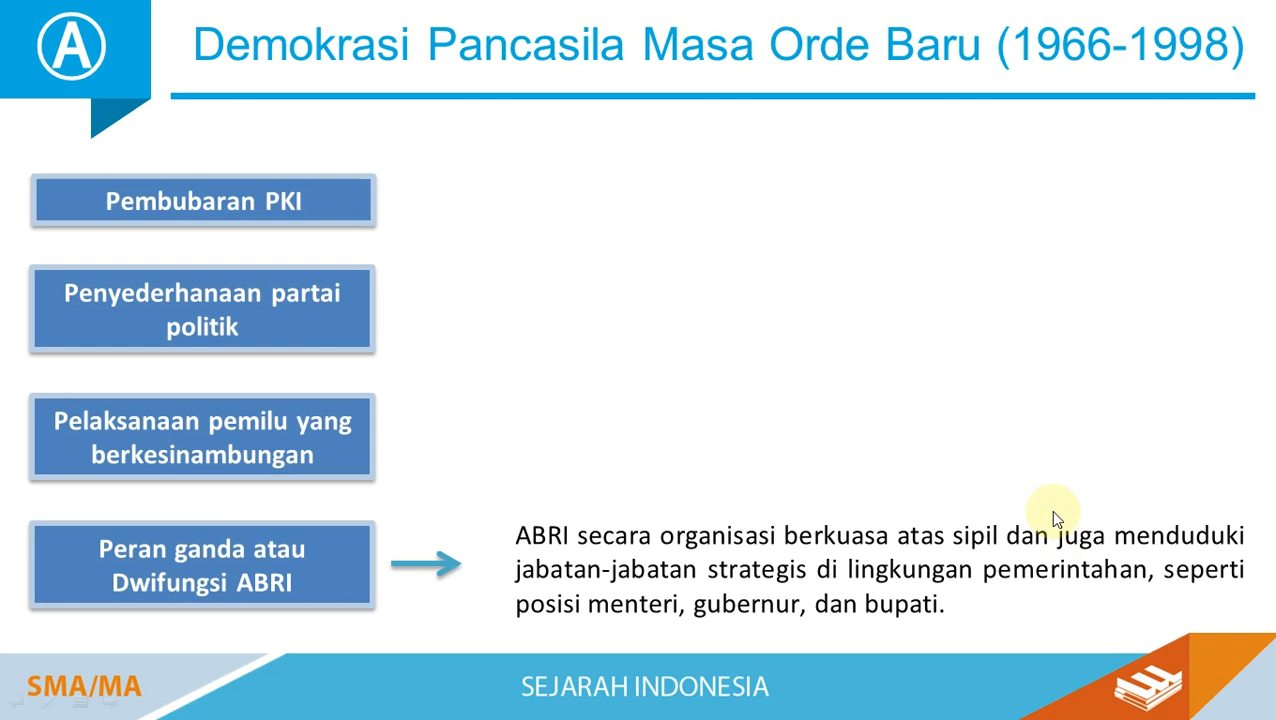 A
Demokrasi Pancasila Masa Orde Baru (1966-1998)
Pembubaran PKI
Penyederhanaan partai
politik
Pelaksanaan pemilu yang
berkesinambungan
Peran ganda atau
Dwifungsi ABRI
ABRI secara organisasi berkuasa atas sipil dan juga menduduki
jabatan-jabatan strategis di lingkungan pemerintahan, seperti
posisi menteri, gubernur, dan bupati.
SMA/MA
SEJARAH INDONESIA